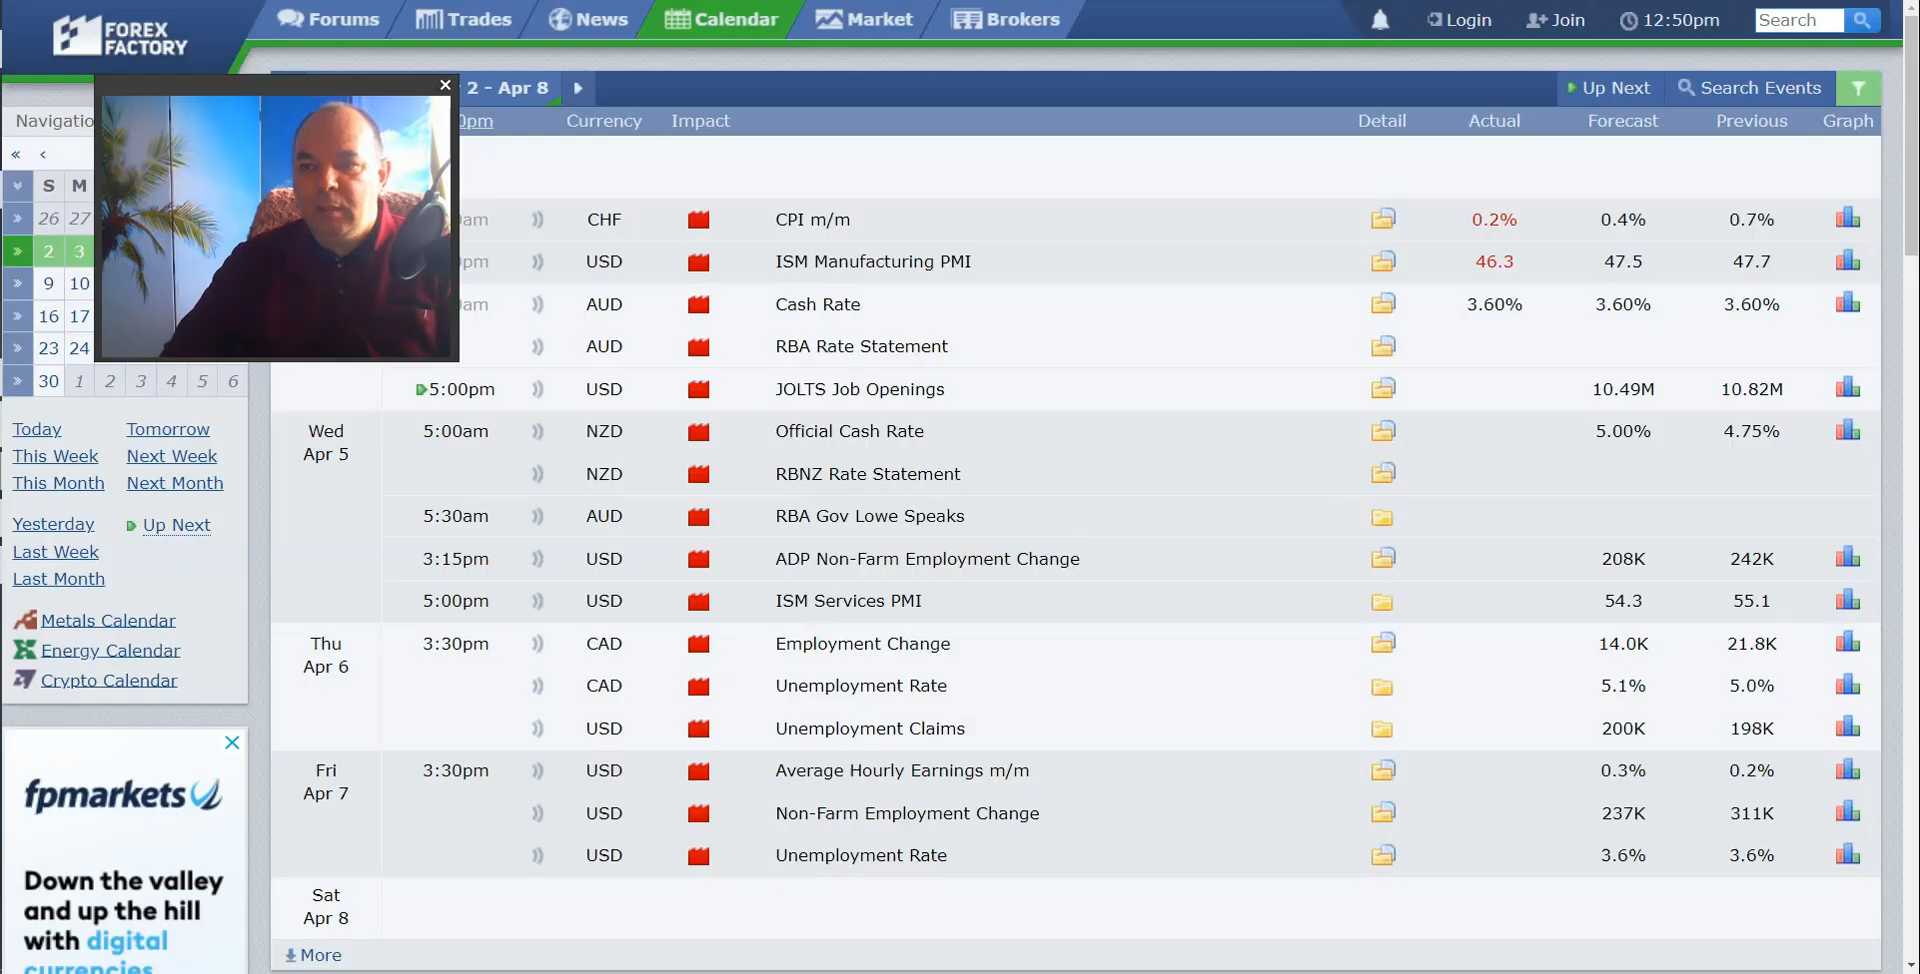 FOREX
FACTORY
Forums
Trades
News
Calendar
Market
Brokers
Login
Join
12:50pm
Search
2 - Apr 8
Up Next
Search Events
Navigatio
0pm Currency Impact Detail Actual Forecast Previous Graph
« ‹
S M
26 27
2 3
9 10
16 17
23 24
30 1 2 3 4 5 6
Today Tomorrow
This Week Next Week
This Month Next Month
Yesterday Up Next
Last Week
Last Month
Metals Calendar
Energy Calendar
Crypto Calendar
am CHF CPI m/m 0.2% 0.4% 0.7%
pm USD ISM Manufacturing PMI 46.3 47.5 47.7
am AUD Cash Rate 3.60% 3.60% 3.60%
AUD RBA Rate Statement
5:00pm USD JOLTS Job Openings 10.49M 10.82M
Wed
Apr 5
5:00am NZD Official Cash Rate 5.00% 4.75%
NZD RBNZ Rate Statement
5:30am AUD RBA Gov Lowe Speaks
3:15pm USD ADP Non-Farm Employment Change 208K 242K
5:00pm USD ISM Services PMI 54.3 55.1
Thu
Apr 6
3:30pm CAD Employment Change 14.0K 21.8K
CAD Unemployment Rate 5.1% 5.0%
USD Unemployment Claims 200K 198K
Fri
Apr 7
3:30pm USD Average Hourly Earnings m/m 0.3% 0.2%
USD Non-Farm Employment Change 237K 311K
USD Unemployment Rate 3.6% 3.6%
Sat
Apr 8
More
fpmarkets
Down the valley
and up the hill
with digital
currencies